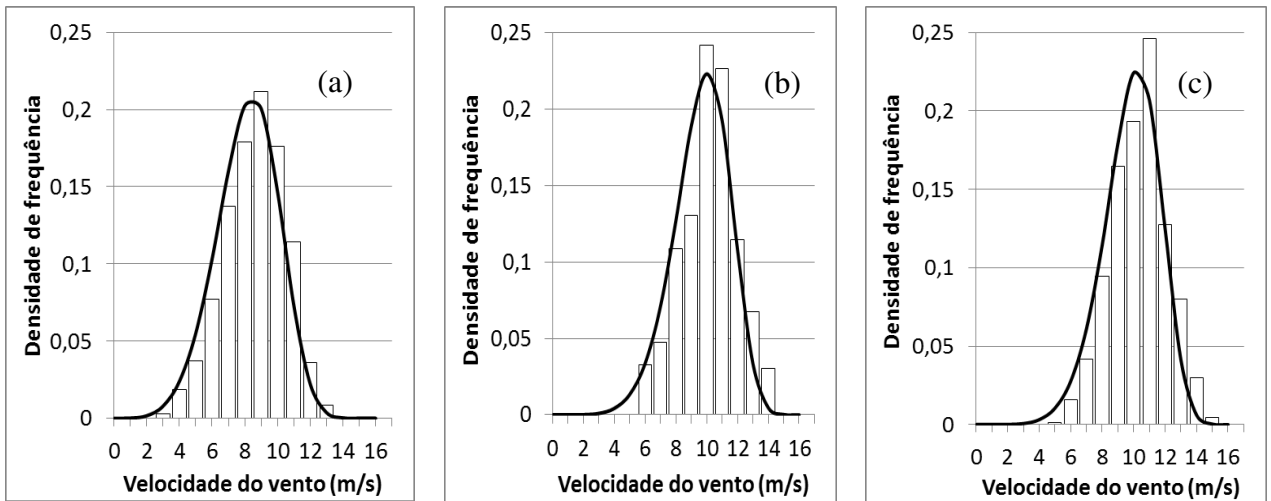 0,25
0,2
0,15
0,1
0,05
0
Densidade de frequência
(a)
0 2 4 6 8 10 12 14 16
Velocidade do vento (m/s)
0,25
0,2
0,15
0,1
0,05
0
Densidade de frequência
(b)
0 2 4 6 8 10 12 14 16
Velocidade do vento (m/s)
0,25
0,2
0,15
0,1
0,05
0
Densidade de frequência
(c)
0 2 4 6 8 10 12 14 16
Velocidade do vento (m/s)